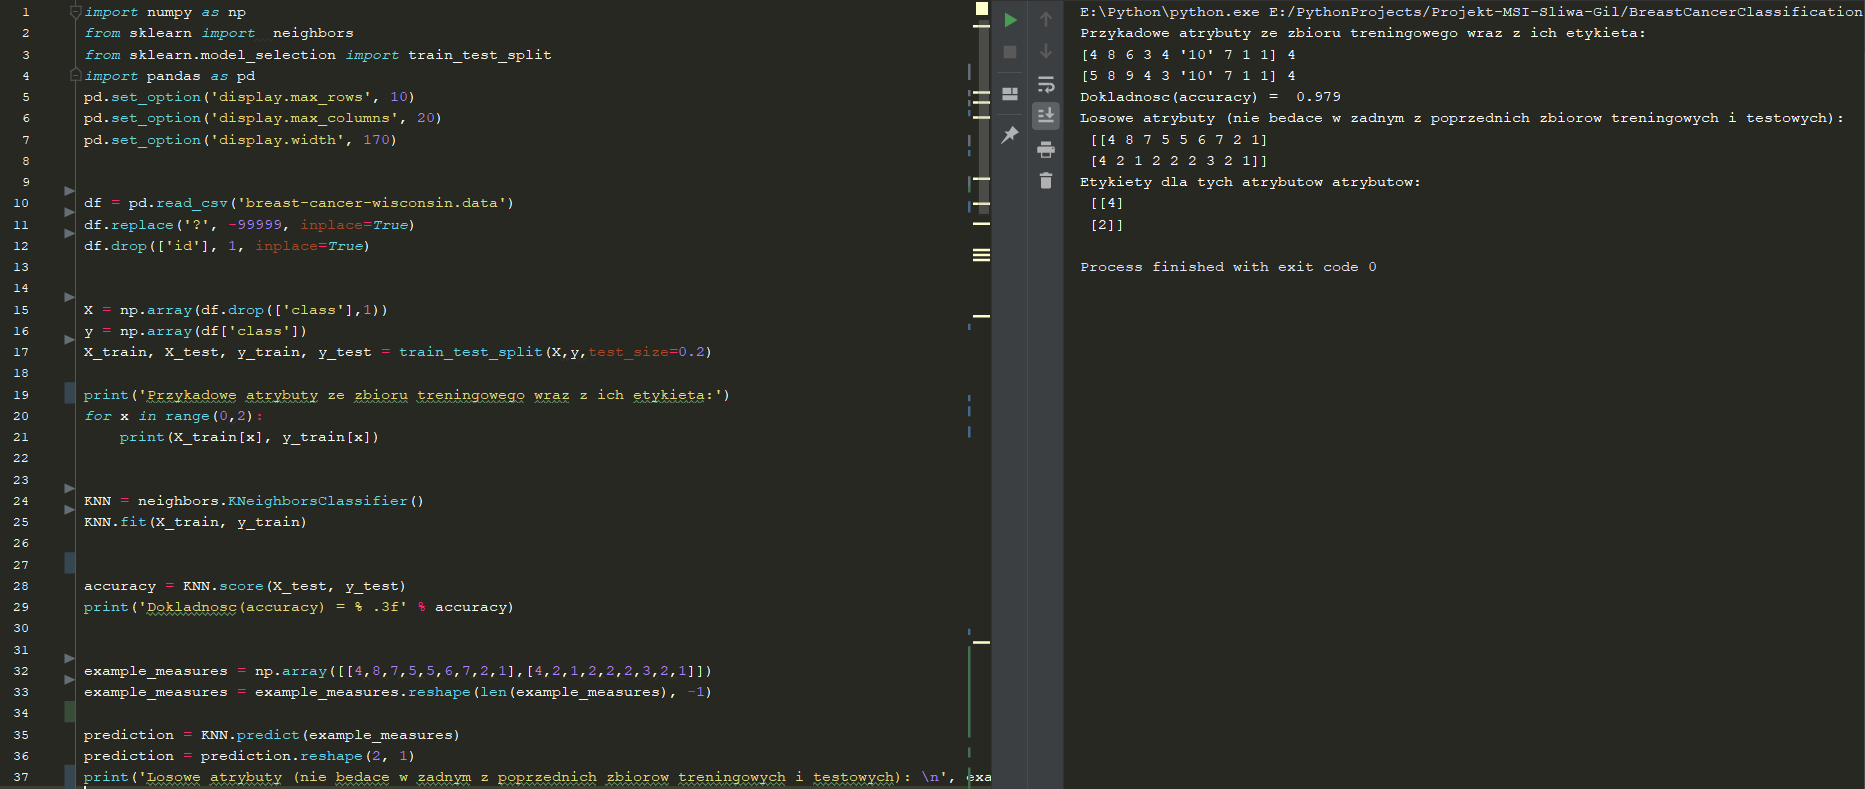 1 import numpy as np
2 from sklearn import  neighbors
3 from sklearn.model_selection import train_test_split
4 import pandas as pd
5 pd.set_option('display.max_rows', 10)
6 pd.set_option('display.max_columns', 20)
7 pd.set_option('display.width', 170)
8
9
10 df = pd.read_csv('breast-cancer-wisconsin.data')
11 df.replace('?', -99999, inplace=True)
12 df.drop(['id'], 1, inplace=True)
13
14
15 X = np.array(df.drop(['class'],1))
16 y = np.array(df['class'])
17 X_train, X_test, y_train, y_test = train_test_split(X,y,test_size=0.2)
18
19 print('Przykadowe atrybuty ze zbioru treningowego wraz z ich etykieta:')
20 for x in range(0,2):
21     print(X_train[x], y_train[x])
22
23
24 KNN = neighbors.KNeighborsClassifier()
25 KNN.fit(X_train, y_train)
26
27
28 accuracy = KNN.score(X_test, y_test)
29 print('Dokladnosc(accuracy) = % .3f' % accuracy)
30
31
32 example_measures = np.array([[4,8,7,5,5,6,7,2,1],[4,2,1,2,2,2,3,2,1]])
33 example_measures = example_measures.reshape(len(example_measures), -1)
34
35 prediction = KNN.predict(example_measures)
36 prediction = prediction.reshape(2, 1)
37 print('Losowe atrybuty (nie bedace w zadnym z poprzednich zbiorow treningowych i testowych): \n', exa
E:\Python\python.exe E:/PythonProjects/Projekt-MSI-Sliwa-Gil/BreastCancerClassification
Przykadowe atrybuty ze zbioru treningowego wraz z ich etykieta:
[4 8 6 3 4 '10' 7 1 1] 4
[5 8 9 4 3 '10' 7 1 1] 4
Dokladnosc(accuracy) =  0.979
Losowe atrybuty (nie bedace w zadnym z poprzednich zbiorow treningowych i testowych):
[[4 8 7 5 5 6 7 2 1]
[4 2 1 2 2 2 3 2 1]]
Etykiety dla tych atrybutow atrybutow:
[[4]
[2]]
Process finished with exit code 0